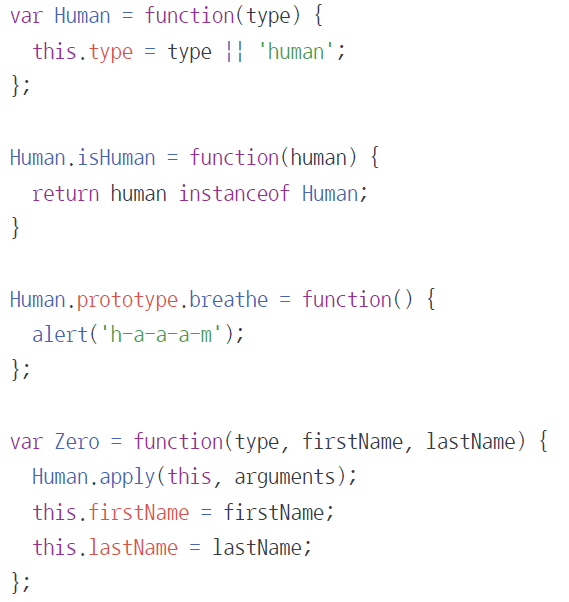 var Human = function(type) {
  this.type = type || 'human';
};
Human.isHuman = function(human) {
  return human instanceof Human;
}
Human.prototype.breathe = function() {
  alert('h-a-a-a-m');
};
var Zero = function(type, firstName, lastName) {
  Human.apply(this, arguments);
  this.firstName = firstName;
  this.lastName = lastName;
};